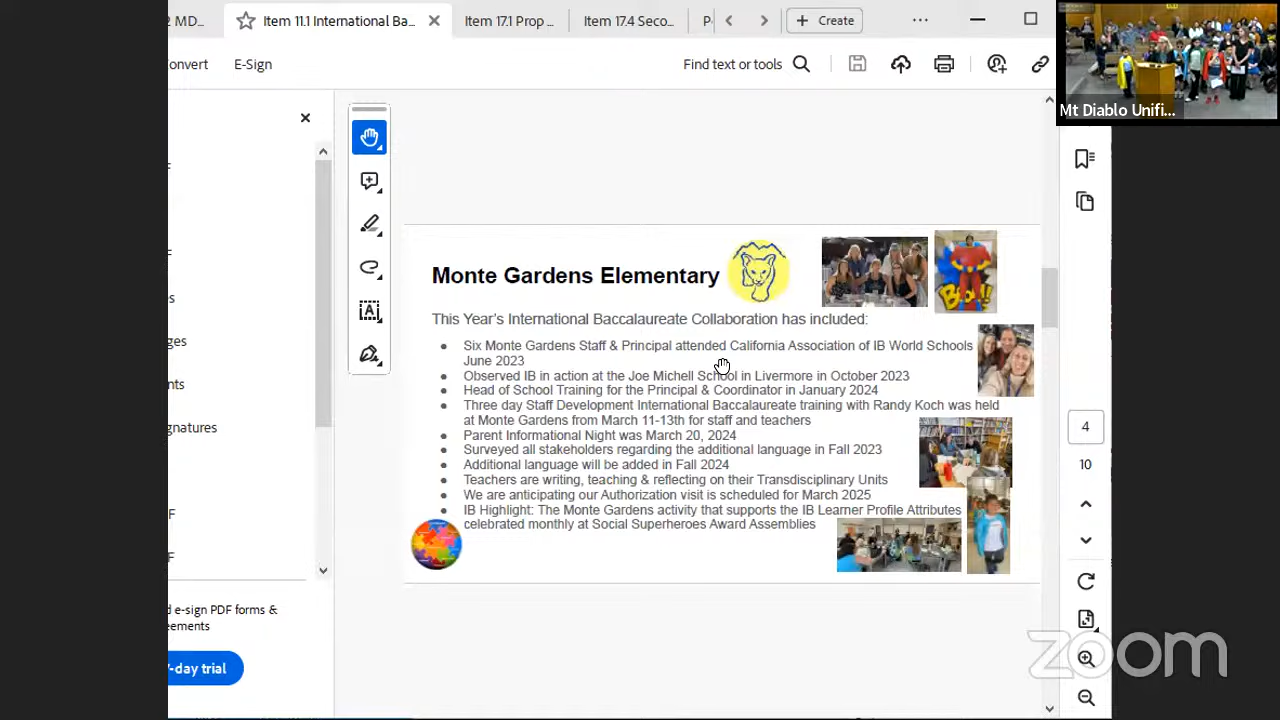 2 MD...
Item 11.1 International Ba...
Item 17.1 Prop ...
Item 17.4 Seco...
P
Create
onvert
E-Sign
Find text or tools
Mt Diablo Unifi...
Monte Gardens Elementary
This Year's International Baccalaureate Collaboration has included:
● Six Monte Gardens Staff & Principal attended California Association of IB World Schools
June 2023
● Observed IB in action at the Joe Michell School in Livermore in October 2023
● Head of School Training for the Principal & Coordinator in January 2024
● Three day Staff Development International Baccalaureate training with Randy Koch was held
at Monte Gardens from March 11-13th for staff and teachers
● Parent Informational Night was March 20, 2024
● Surveyed all stakeholders regarding the additional language in Fall 2023
● Additional language will be added in Fall 2024
● Teachers are writing, teaching & reflecting on their Transdisciplinary Units
● We are anticipating our Authorization visit is scheduled for March 2025
● IB Highlight: The Monte Gardens activity that supports the IB Learner Profile Attributes
celebrated monthly at Social Superheroes Award Assemblies
F
F
s
ges
nts
gnatures
F
F
d e-sign PDF forms &
eements
7-day trial
4
10
zoom